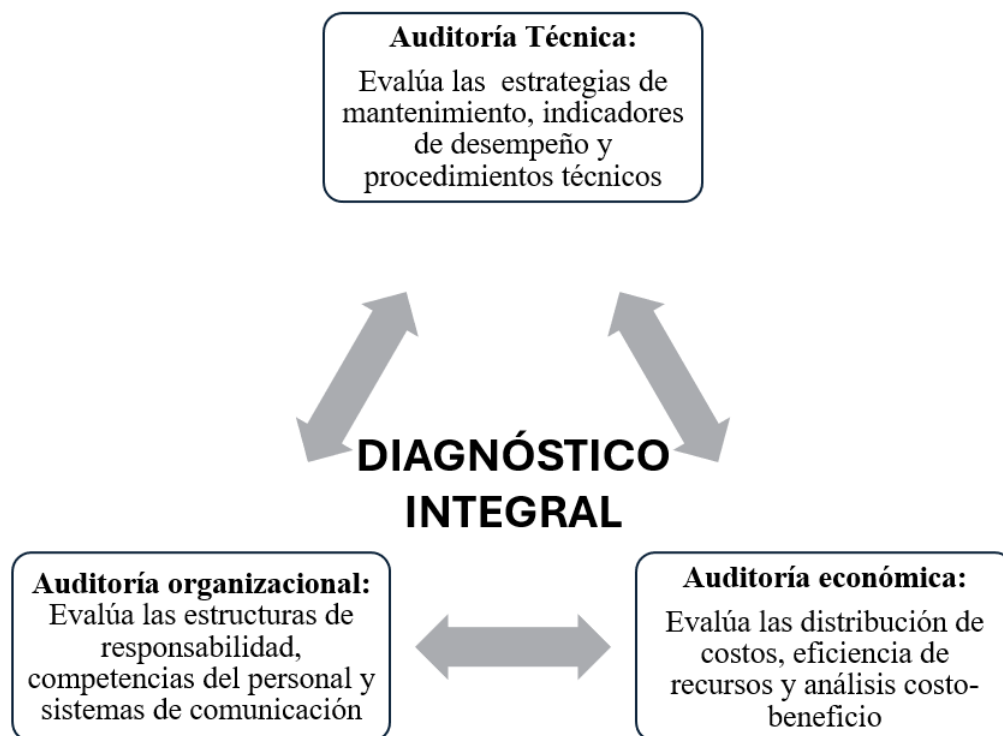 Auditoría Técnica:
Evalúa las estrategias de
mantenimiento, indicadores
de desempeño y
procedimientos técnicos
DIAGNÓSTICO
INTEGRAL
Auditoría organizacional:
Evalúa las estructuras de
responsabilidad,
competencias del personal y
sistemas de comunicación
Auditoría económica:
Evalúa las distribución de
costos, eficiencia de
recursos y análisis costo-
beneficio